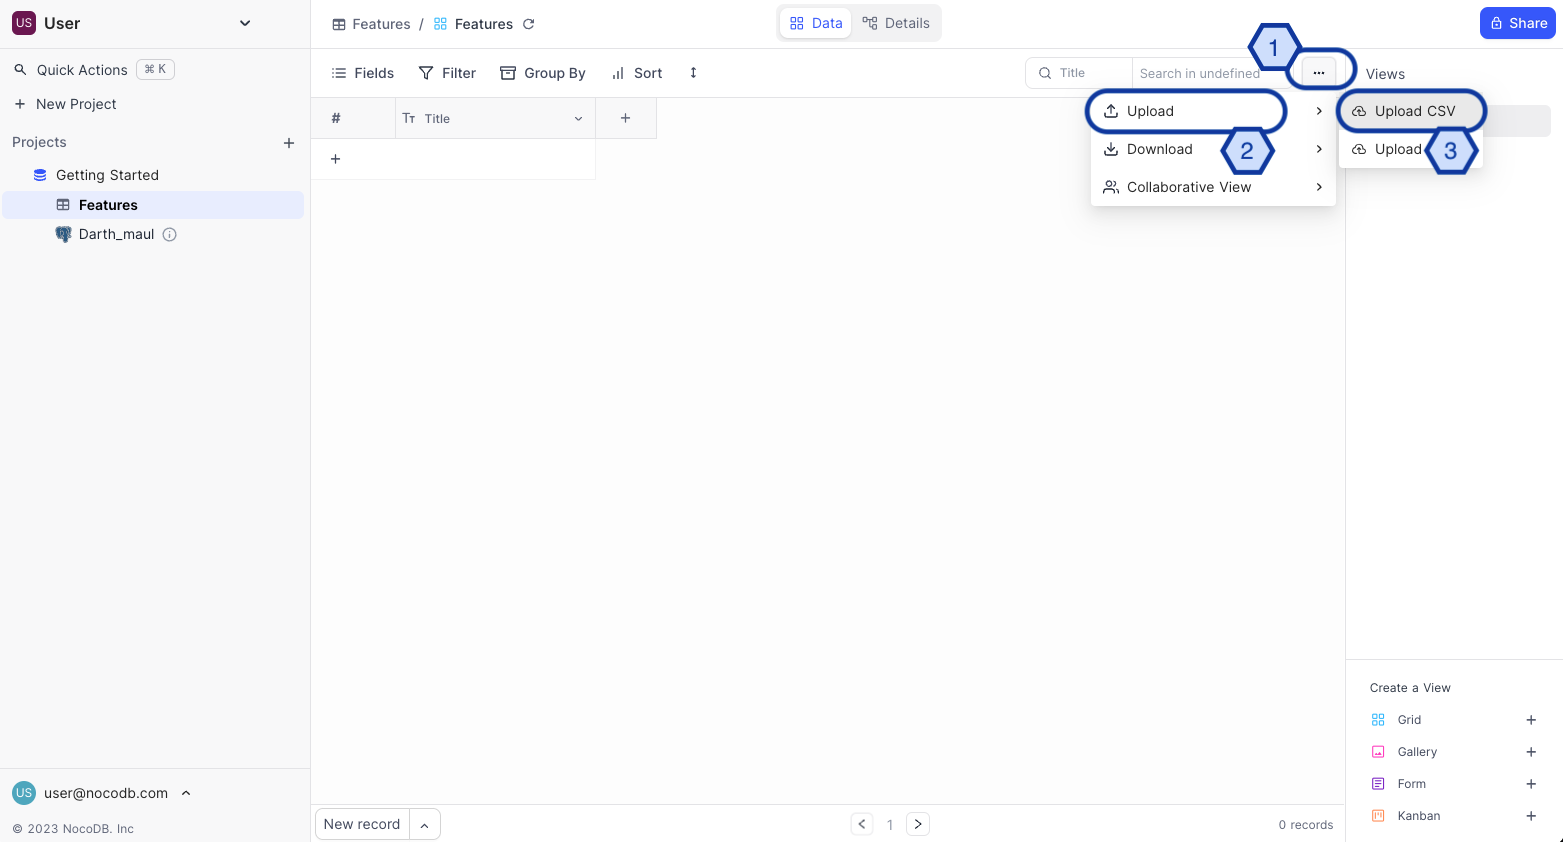 US User
Quick Actions ⌘ K
+ New Project
Projects +
Getting Started
Features
Darth_maul
US user@nocodb.com
© 2023 NocoDB. Inc
Features / Features
Data Details
Share
Fields Filter Group By Sort
Title Search in undefined ...
1
Views
# Tт Title +
+
Upload
Download
Collaborative View
2
Upload CSV
Upload
3
Create a View
Grid +
Gallery +
Form +
Kanban +
New record
1
0 records